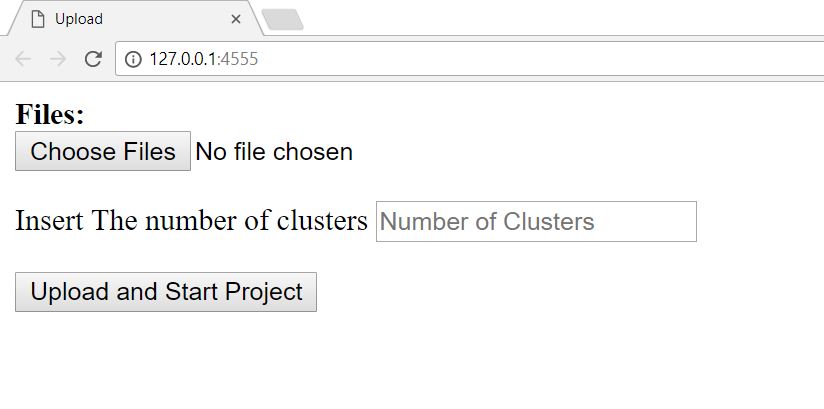 Upload
127.0.0.1:4555
Files:
Choose Files No file chosen
Insert The number of clusters Number of Clusters
Upload and Start Project